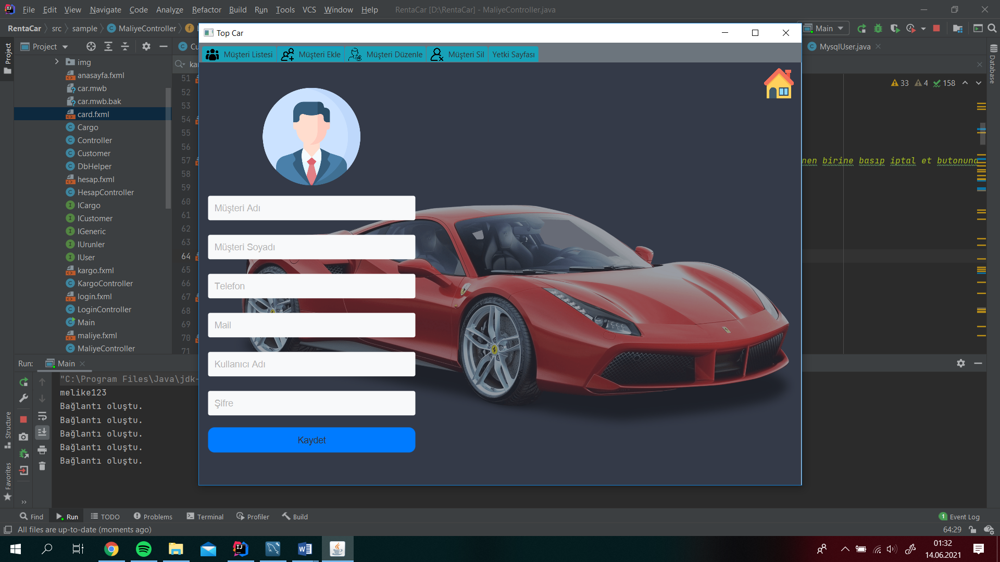 File Edit View Navigate Code Analyze Refactor Build Run Tools VCS Window Help RentaCar [D:\RentaCar] - MaliyeController.java
RentaCar src sample MaliyeController
Main
Top Car
Project
Müşteri Listesi Müşteri Ekle Müşteri Düzenle Müşteri Sil Yetki Sayfası
MysqlUser.java
Project
Database
img
anasayfa.fxml
car.mwb
car.mwb.bak
card.fxml
Cargo
Controller
Customer
DbHelper
hesap.fxml
HesapController
ICargo
ICustomer
IGeneric
IUrunler
IUser
kargo.fxml
KargoController
login.fxml
LoginController
Main
maliye.fxml
MaliyeController
51
52
53
54
55
56
57
58
59
60
61
62
63
64
65
66
67
68
69
70
71
33 4 158
nen birine basıp iptal et butonuna
Müşteri Adı
Müşteri Soyadı
Telefon
Mail
Kullanıcı Adı
Şifre
Kaydet
Run: Main
"C:\Program Files\Java\jdk-
melike123
Bağlantı oluştu.
Bağlantı oluştu.
Bağlantı oluştu.
Bağlantı oluştu.
Bağlantı oluştu.
Structure
Favorites
Find Run TODO Problems Terminal Profiler Build
1 Event Log
All files are up-to-date (moments ago)
64:29
01:32
14.06.2021